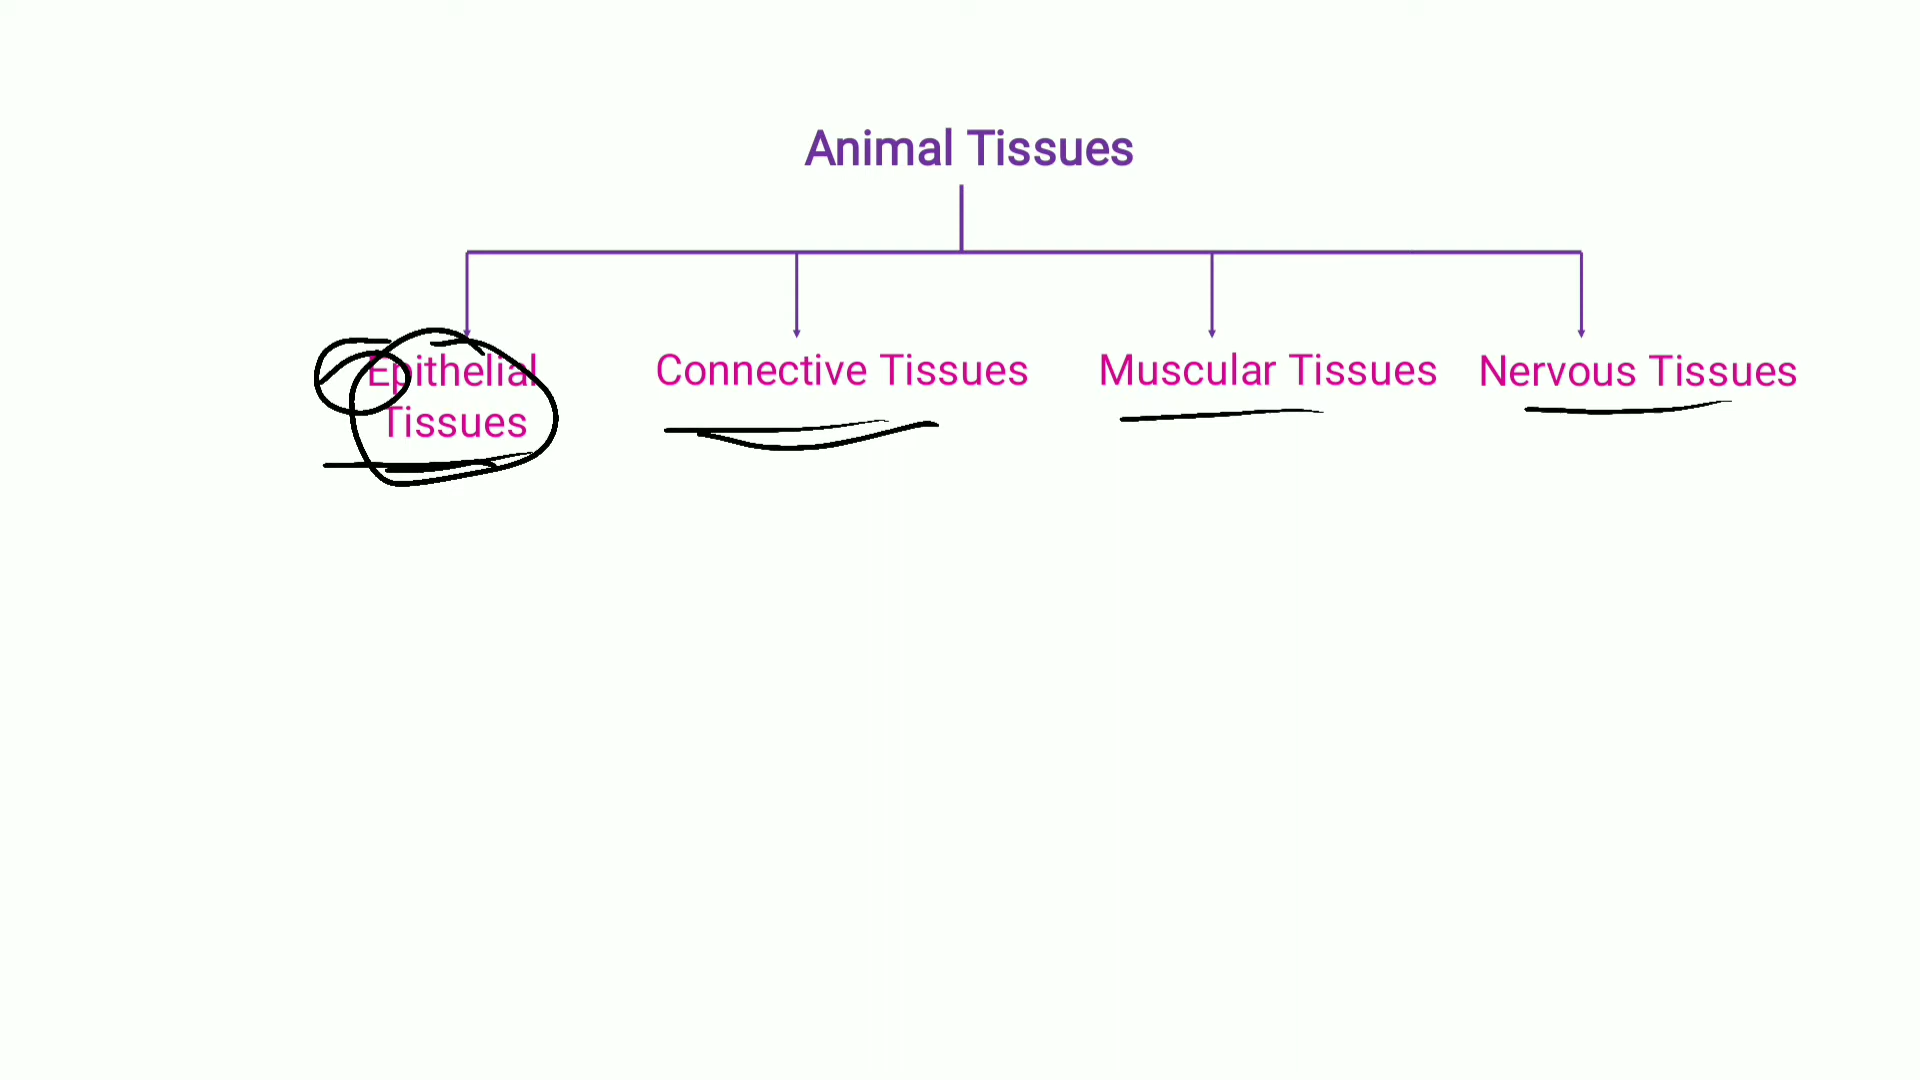 Animal Tissues
Epithelial
Tissues
Connective Tissues
Muscular Tissues
Nervous Tissues